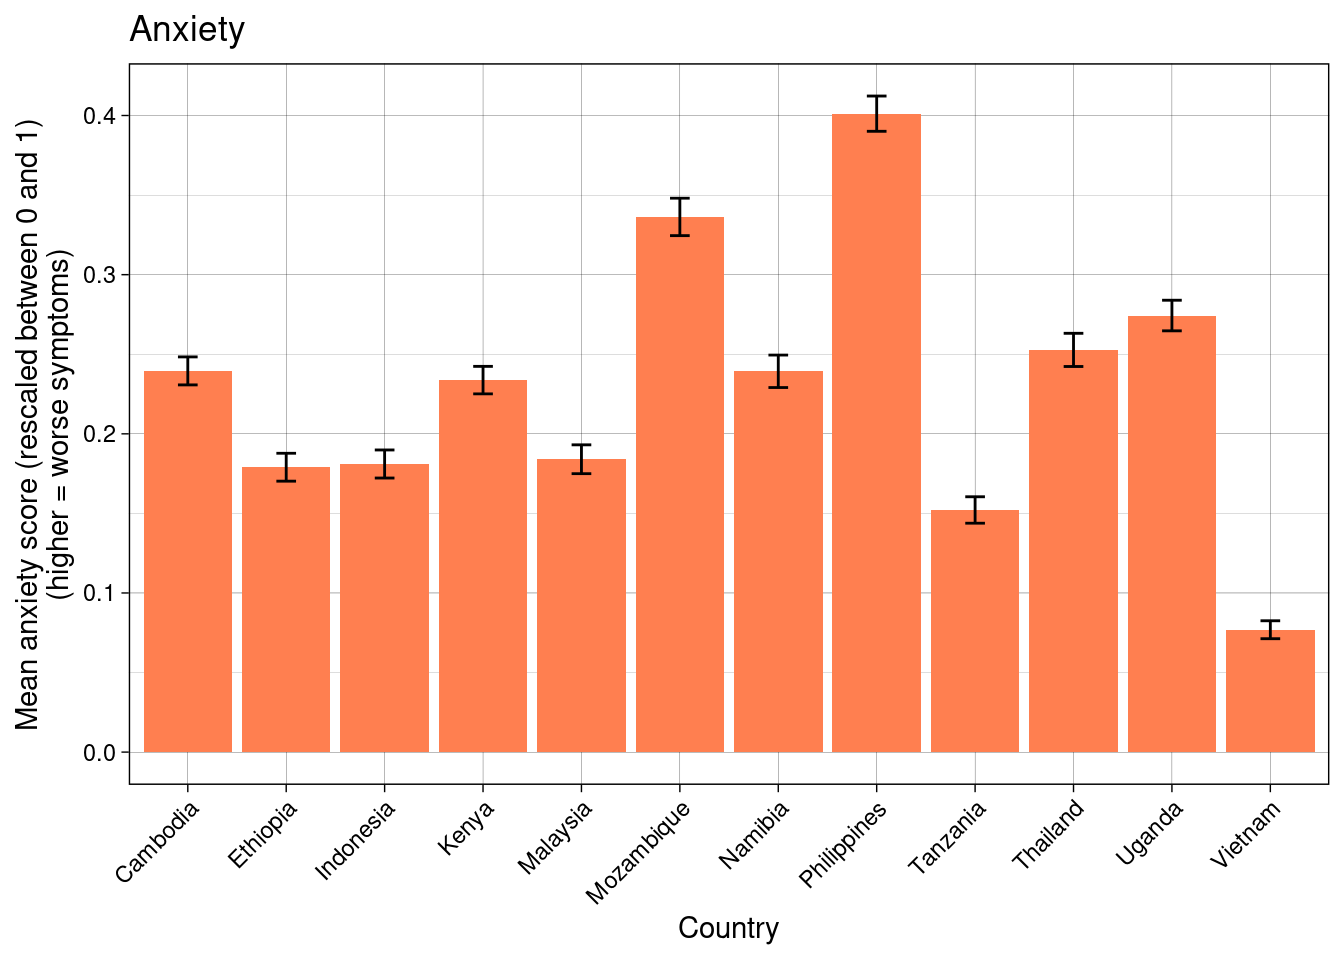 Anxiety
Mean anxiety score (rescaled between 0 and 1)
(higher = worse symptoms)
0.4
0.3
0.2
0.1
0.0
Cambodia
Ethiopia
Indonesia
Kenya
Malaysia
Mozambique
Namibia
Philippines
Tanzania
Thailand
Uganda
Vietnam
Country